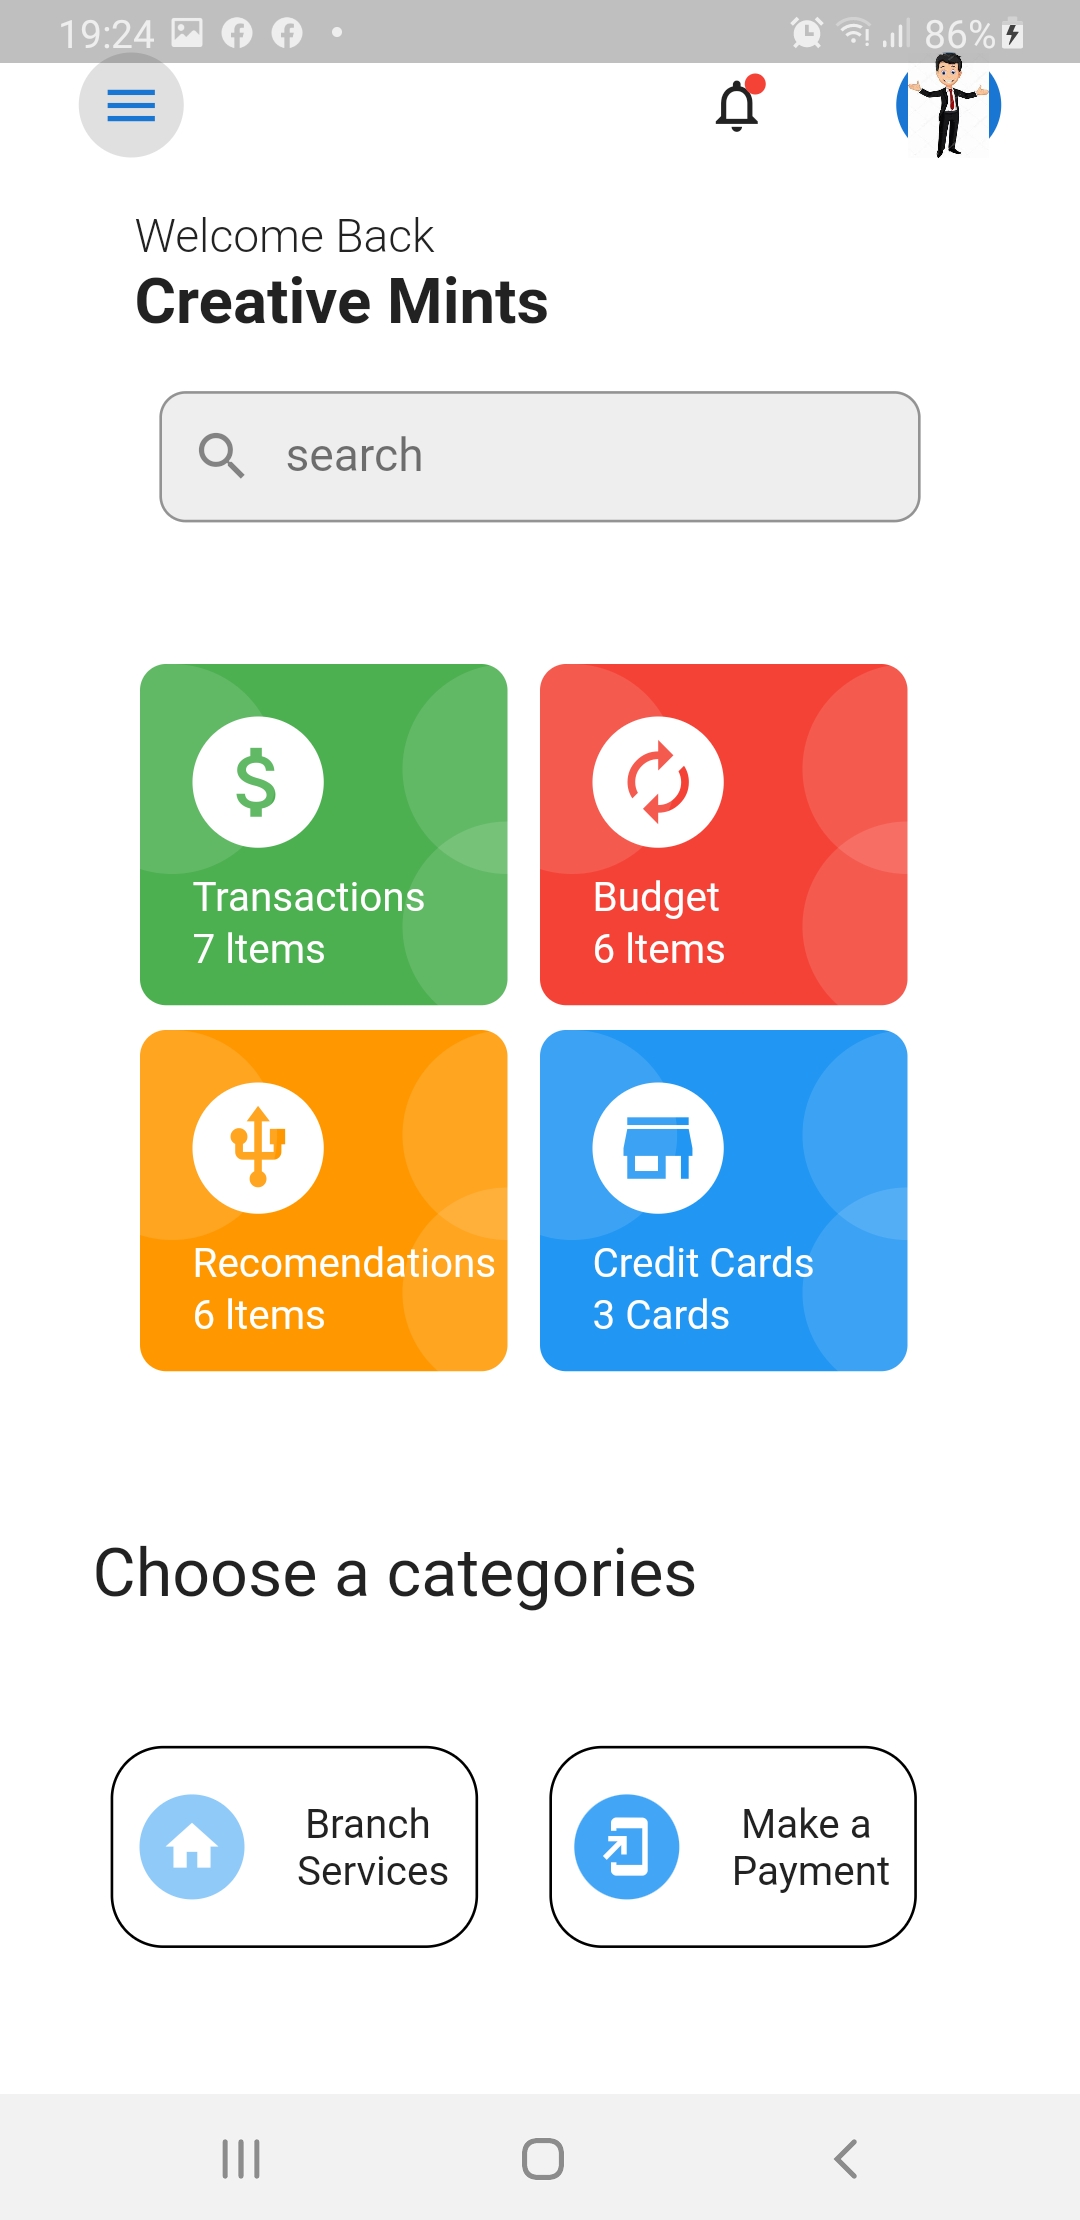 19:24
86%
Welcome Back
Creative Mints
search
Transactions
7 Items
Budget
6 Items
Recomendations
6 Items
Credit Cards
3 Cards
Choose a categories
Branch
Services
Make a
Payment